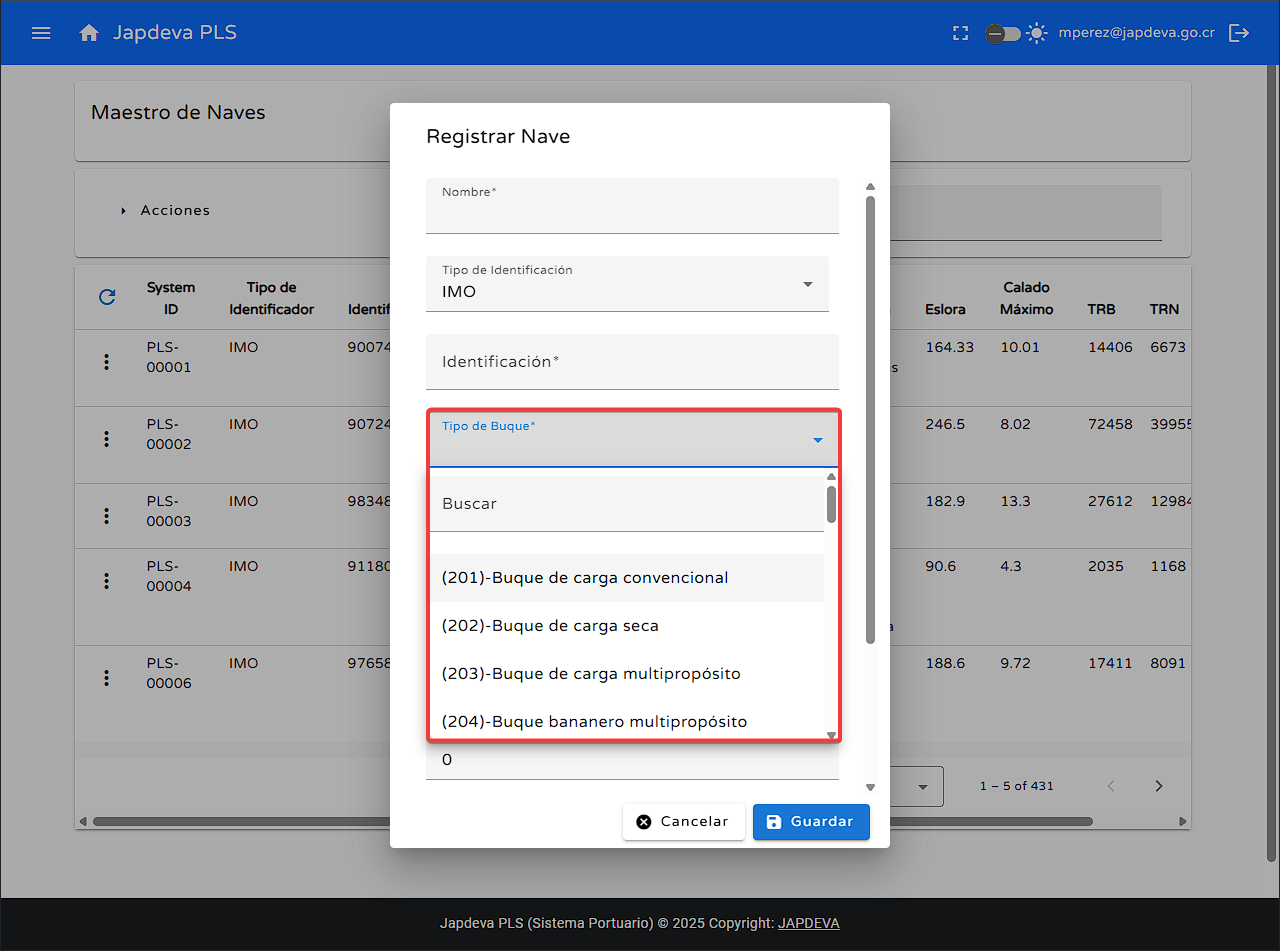 Japdeva PLS
mperez@japdeva.go.cr
Maestro de Naves
Acciones
Registrar Nave
Nombre*
Tipo de Identificación
IMO
Identificación*
Tipo de Buque*
Buscar
(201)-Buque de carga convencional
(202)-Buque de carga seca
(203)-Buque de carga multipropósito
(204)-Buque bananero multipropósito
0
Cancelar
Guardar
System ID Tipo de Identificador Eslora Calado Máximo TRB TRN
PLS-00001 IMO 90074 164.33 10.01 14406 6673
PLS-00002 IMO 90724 246.5 8.02 72458 39955
PLS-00003 IMO 98348 182.9 13.3 27612 12984
PLS-00004 IMO 91180 90.6 4.3 2035 1168
PLS-00006 IMO 97658 188.6 9.72 17411 8091
1 – 5 of 431
Japdeva PLS (Sistema Portuario) © 2025 Copyright: JAPDEVA